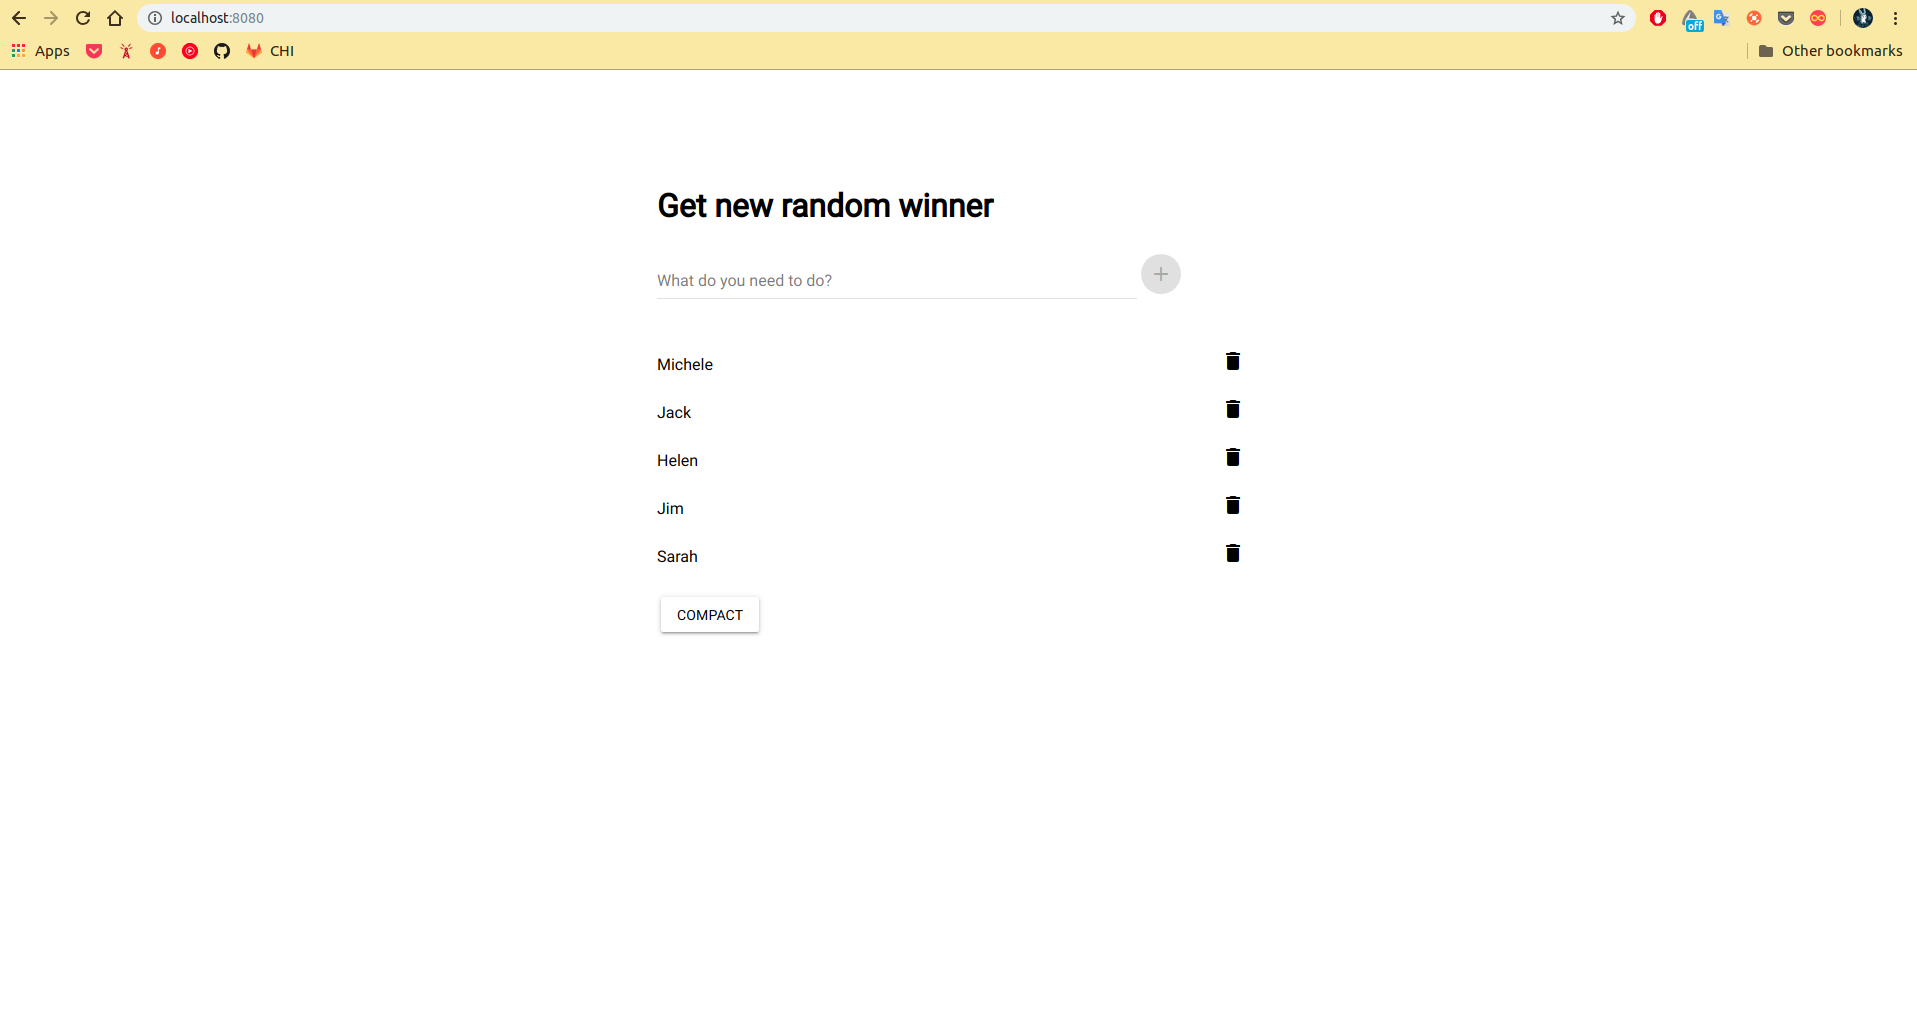 localhost:8080
off
Apps
CHI
Other bookmarks
Get new random winner
What do you need to do?
Michele
Jack
Helen
Jim
Sarah
COMPACT